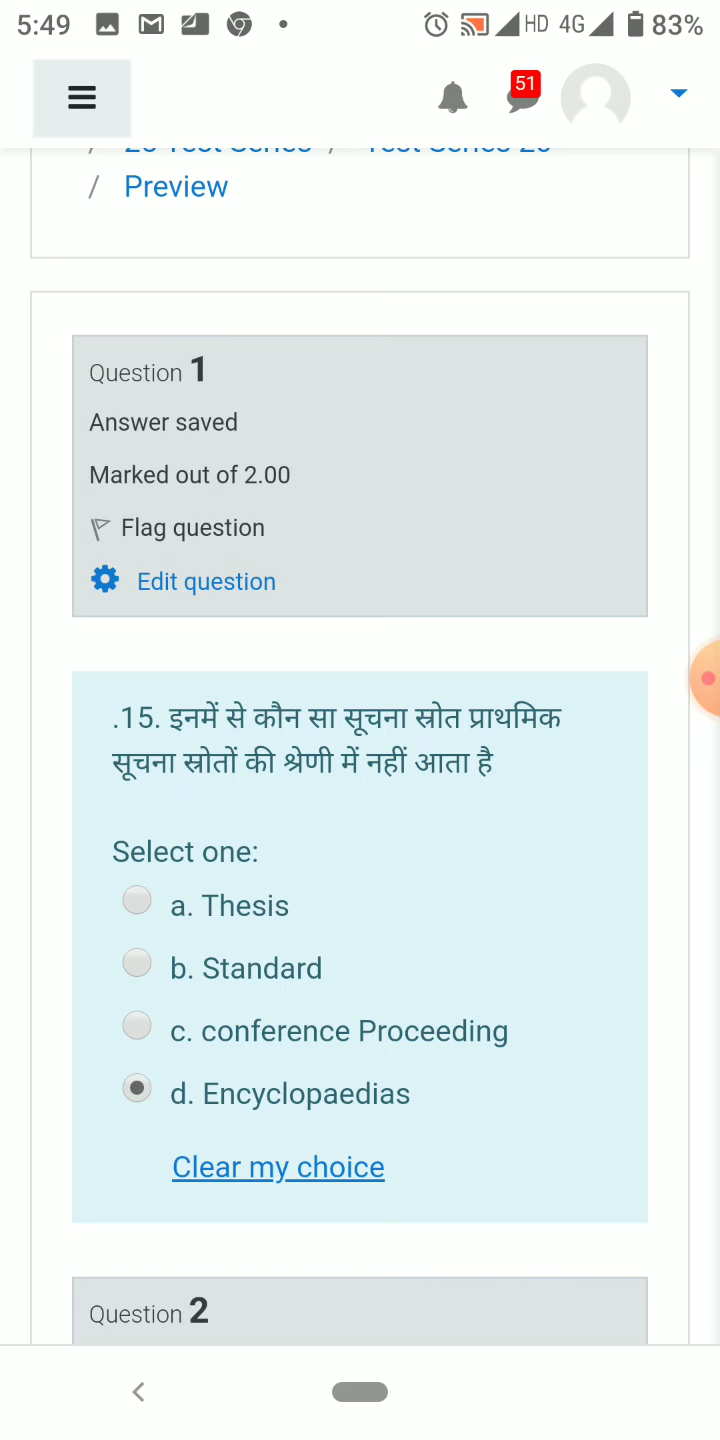 5:49 HD 4G 83%
51
/ Preview
Question 1
Answer saved
Marked out of 2.00
Flag question
Edit question
.15. इनमें से कौन सा सूचना स्रोत प्राथमिक
सूचना स्रोतों की श्रेणी में नहीं आता है
Select one:
a. Thesis
b. Standard
c. conference Proceeding
d. Encyclopaedias
Clear my choice
Question 2